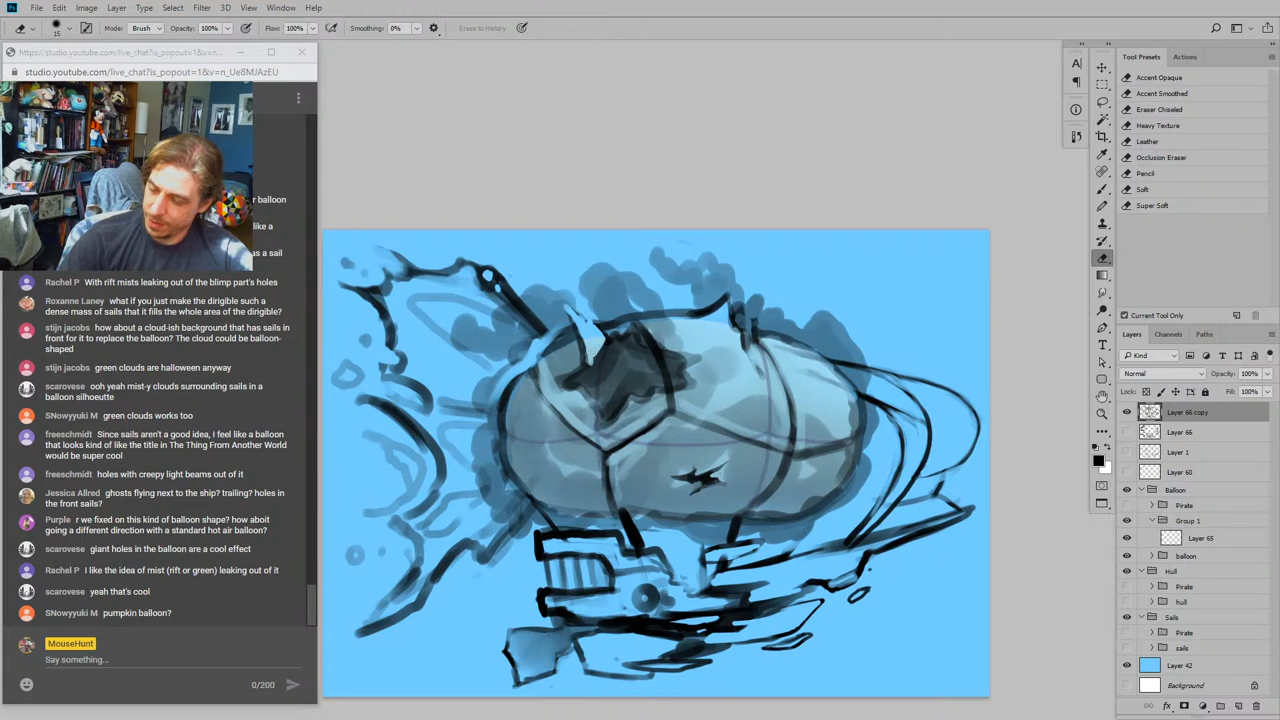 File Edit Image Layer Type Select Filter 3D View Window Help
15 Mode: Brush Opacity: 100% Flow: 100% Smoothing: 0% Erase to History
https://studio.youtube.com/live_chat?is_popout=1&v=n_...
studio.youtube.com/live_chat?is_popout=1&v=n_Ue8MJAzEU
r balloon
like a
as a sail
Rachel P With rift mists leaking out of the blimp part's holes
Roxanne Laney what if you just make the dirigible such a
dense mass of sails that it fills the whole area of the dirigible?
stijn jacobs how about a cloud-ish background that has sails in
front for it to replace the balloon? The cloud could be balloon-
shaped
stijn jacobs green clouds are halloween anyway
scarovese ooh yeah mist-y clouds surrounding sails in a
balloon silhoeutte
SNowyyuki M green clouds works too
freeschmidt Since sails aren't a good idea, I feel like a balloon
that looks kind of like the title in The Thing From Another World
would be super cool
freeschmidt holes with creepy light beams out of it
Jessica Allred ghosts flying next to the ship? trailing? holes in
the front sails?
Purple r we fixed on this kind of balloon shape? how aboit
going a different direction with a standard hot air balloon?
scarovese giant holes in the balloon are a cool effect
Rachel P I like the idea of mist (rift or green) leaking out of it
scarovese yeah that's cool
SNowyyuki M pumpkin balloon?
MouseHunt
Say something...
0/200
Tool Presets Actions
Accent Opaque
Accent Smoothed
Eraser Chiseled
Heavy Texture
Leather
Occlusion Eraser
Pencil
Soft
Super Soft
Current Tool Only
Layers Channels Paths
Kind
Normal Opacity: 100%
Lock: Fill: 100%
Layer 66 copy
Layer 66
Layer 1
Layer 60
Balloon
Pirate
Group 1
Layer 65
balloon
Hull
Pirate
hull
Sails
Pirate
sails
Layer 42
Background